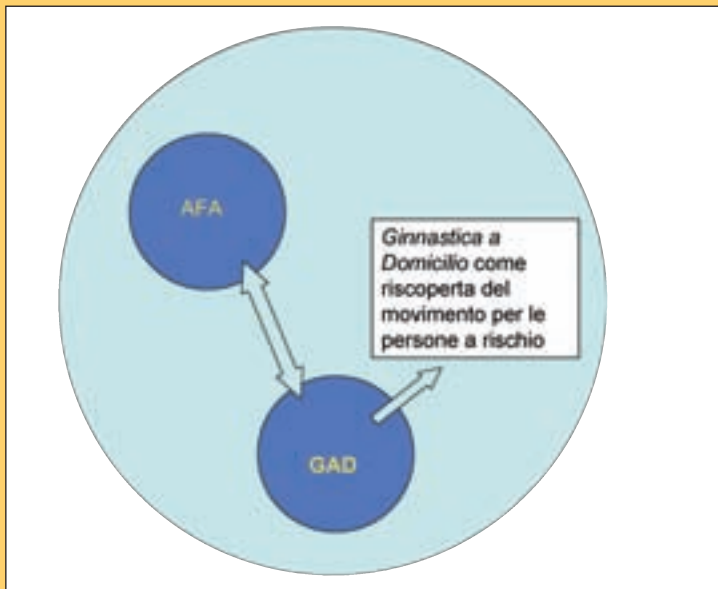 AFA
Ginnastica a
Domicilio come
riscoperta del
movimento per le
persone a rischio
GAD